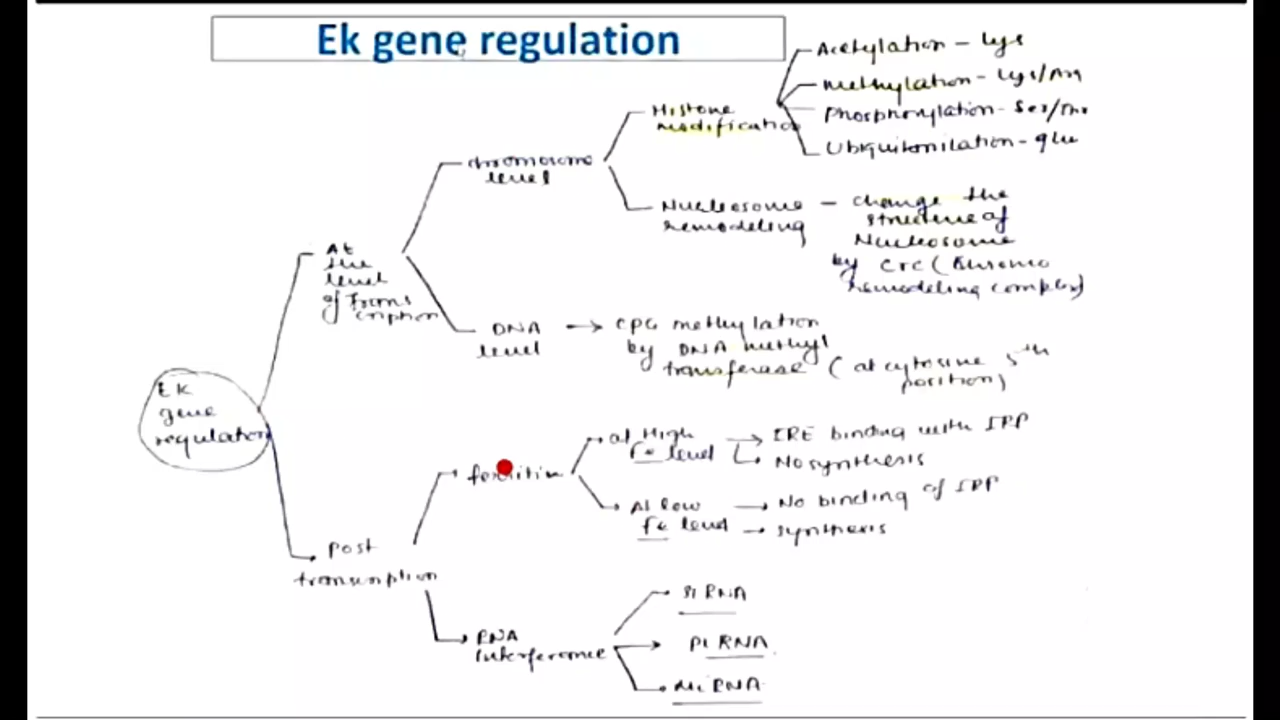 Ek gene regulation
Acetylation - Lys
Methylation - Lys/Arg
Phosphorylation - Ser/Thr
Histone
modification
Ubiquitinilation - glu
chromosome
level
Nucleosome - change the
remodeling structure of
Nucleosome
by CRC (Chromo
remodeling complex)
At
the
level
of Trans
cription
DNA → CPG methylation
level by DNA methyl
transferase (at cytosine 5th
position)
Ek
gene
regulation
at High → IRE binding with IRP
Fe level No synthesis
ferritin
At low → No binding of IRP
Fe level → synthesis
Post
transcription
Si RNA
RNA
interference
Pi RNA
Mi RNA